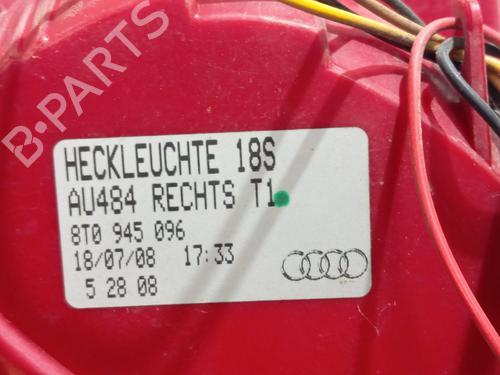 B-PARTS
HECKLEUCHTE 18S
AU484 RECHTS T1
8T0 945 096
18/07/08 17:33
5 28 08